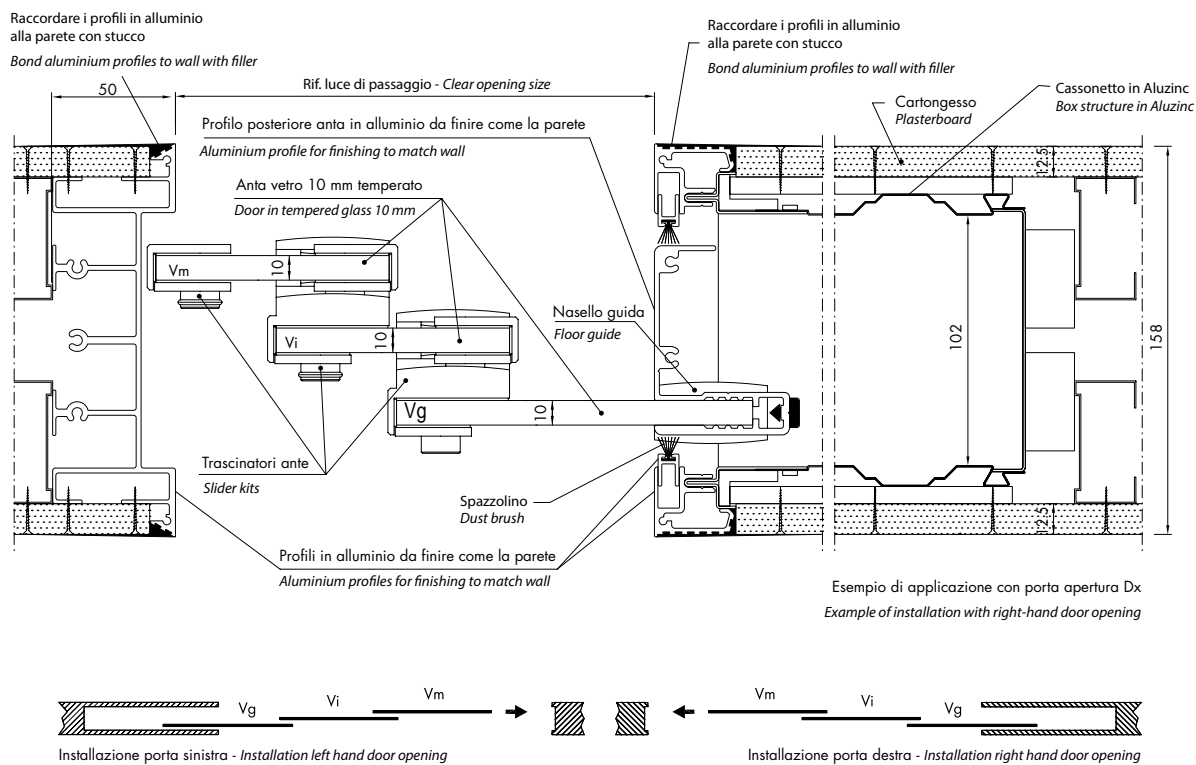 Raccordare i profili in alluminio
alla parete con stucco
Bond aluminium profiles to wall with filler
50
Rif. luce di passaggio - Clear opening size
Raccordare i profili in alluminio
alla parete con stucco
Bond aluminium profiles to wall with filler
Cassonetto in Aluzinc
Box structure in Aluzinc
Cartongesso
Plasterboard
Profilo posteriore anta in alluminio da finire come la parete
Aluminium profile for finishing to match wall
12.5
Anta vetro 10 mm temperato
Door in tempered glass 10 mm
Vm
10
Nasello guida
Floor guide
Vi
10
102
158
Vg
10
Trascinatori ante
Slider kits
Spazzolino
Dust brush
12.5
Profili in alluminio da finire come la parete
Aluminium profiles for finishing to match wall
Esempio di applicazione con porta apertura Dx
Example of installation with right-hand door opening
Vg Vi Vm
Vm Vi Vg
Installazione porta sinistra - Installation left hand door opening
Installazione porta destra - Installation right hand door opening